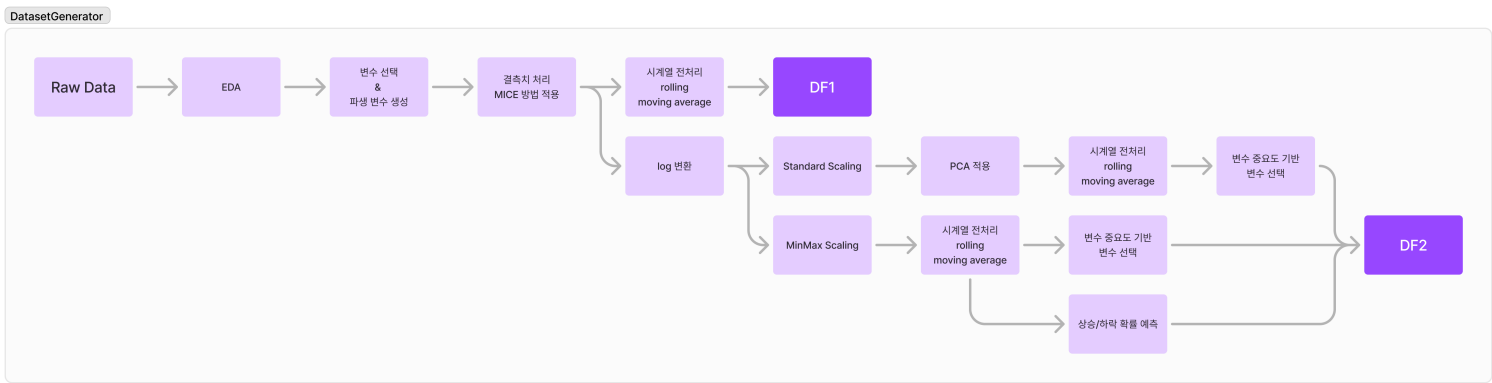 DatasetGenerator
Raw Data
EDA
변수 선택
&
파생 변수 생성
결측치 처리
MICE 방법 적용
시계열 전처리
rolling
moving average
DF1
log 변환
Standard Scaling
PCA 적용
시계열 전처리
rolling
moving average
변수 중요도 기반
변수 선택
MinMax Scaling
시계열 전처리
rolling
moving average
변수 중요도 기반
변수 선택
DF2
상승/하락 확률 예측